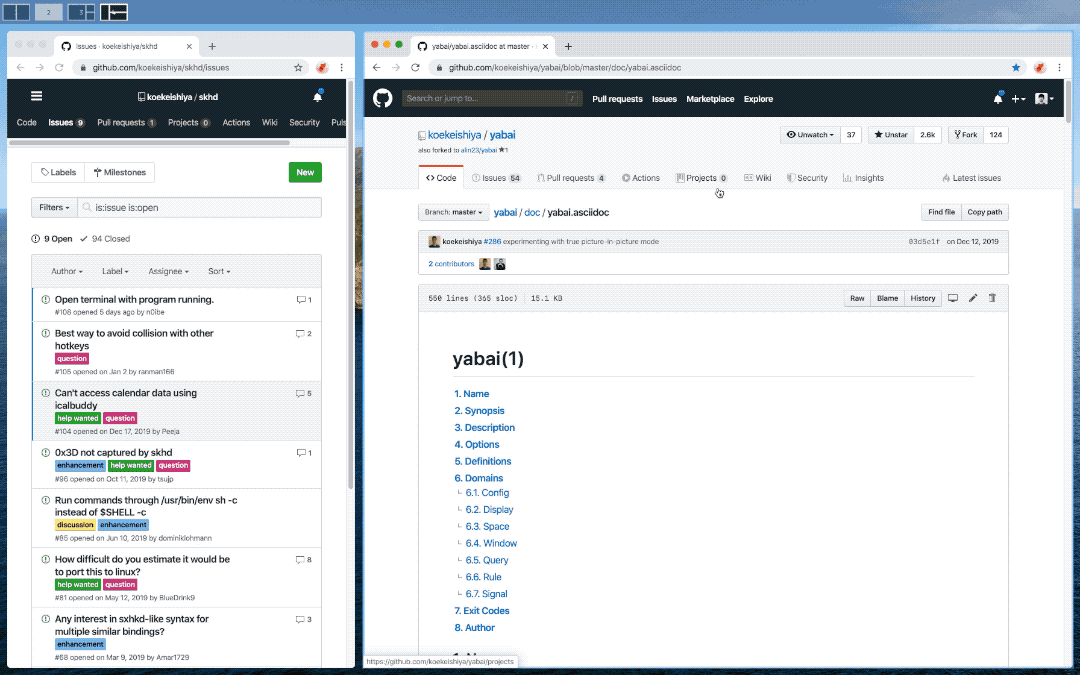 2
3
Issues · koekeishiya/skhd
github.com/koekeishiya/skhd/issues
koekeishiya / skhd
Code Issues 9 Pull requests 1 Projects 0 Actions Wiki Security Puls
Labels Milestones New
Filters is:issue is:open
9 Open 94 Closed
Author Label Assignee Sort
Open terminal with program running. 1
#106 opened 5 days ago by n0ibe
Best way to avoid collision with other 2
hotkeys
question
#105 opened on Jan 2 by ranman166
Can't access calendar data using 5
icalbuddy
help wanted question
#104 opened on Dec 17, 2019 by Peeja
0x3D not captured by skhd 1
enhancement help wanted question
#96 opened on Oct 11, 2019 by tsujp
Run commands through /usr/bin/env sh -c
instead of $SHELL -c
discussion enhancement
#85 opened on Jun 10, 2019 by dominiklohmann
How difficult do you estimate it would be 8
to port this to linux?
help wanted question
#81 opened on May 12, 2019 by BlueDrink9
Any interest in sxhkd-like syntax for 3
multiple similar bindings?
enhancement
#68 opened on Mar 9, 2019 by Amar1729
yabai/yabai.asciidoc at master ·
github.com/koekeishiya/yabai/blob/master/doc/yabai.asciidoc
Search or jump to... / Pull requests Issues Marketplace Explore
koekeishiya / yabai Unwatch 37 Unstar 2.6k Fork 124
also forked to alin23/yabai ★1
Code Issues 54 Pull requests 4 Actions Projects 0 Wiki Security Insights Latest issues
Branch: master yabai / doc / yabai.asciidoc Find file Copy path
koekeishiya #286 experimenting with true picture-in-picture mode 03d5e1f on Dec 12, 2019
2 contributors
550 lines (365 sloc) 15.1 KB Raw Blame History
yabai(1)
1. Name
2. Synopsis
3. Description
4. Options
5. Definitions
6. Domains
6.1. Config
6.2. Display
6.3. Space
6.4. Window
6.5. Query
6.6. Rule
6.7. Signal
7. Exit Codes
8. Author
https://github.com/koekeishiya/yabai/projects